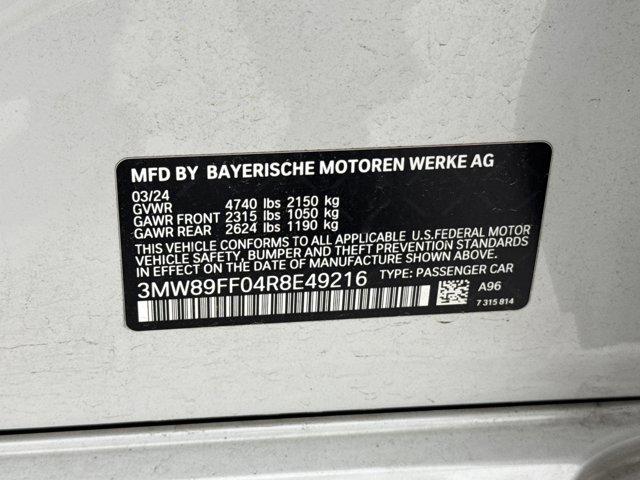 MFD BY BAYERISCHE MOTOREN WERKE AG
03/24
GVWR 4740 lbs 2150 kg
GAWR FRONT 2315 lbs 1050 kg
GAWR REAR 2624 lbs 1190 kg
THIS VEHICLE CONFORMS TO ALL APPLICABLE U.S.FEDERAL MOTOR
VEHICLE SAFETY, BUMPER AND THEFT PREVENTION STANDARDS
IN EFFECT ON THE DATE OF MANUFACTURE SHOWN ABOVE.
3MW89FF04R8E49216 TYPE: PASSENGER CAR
A96
7 315 814